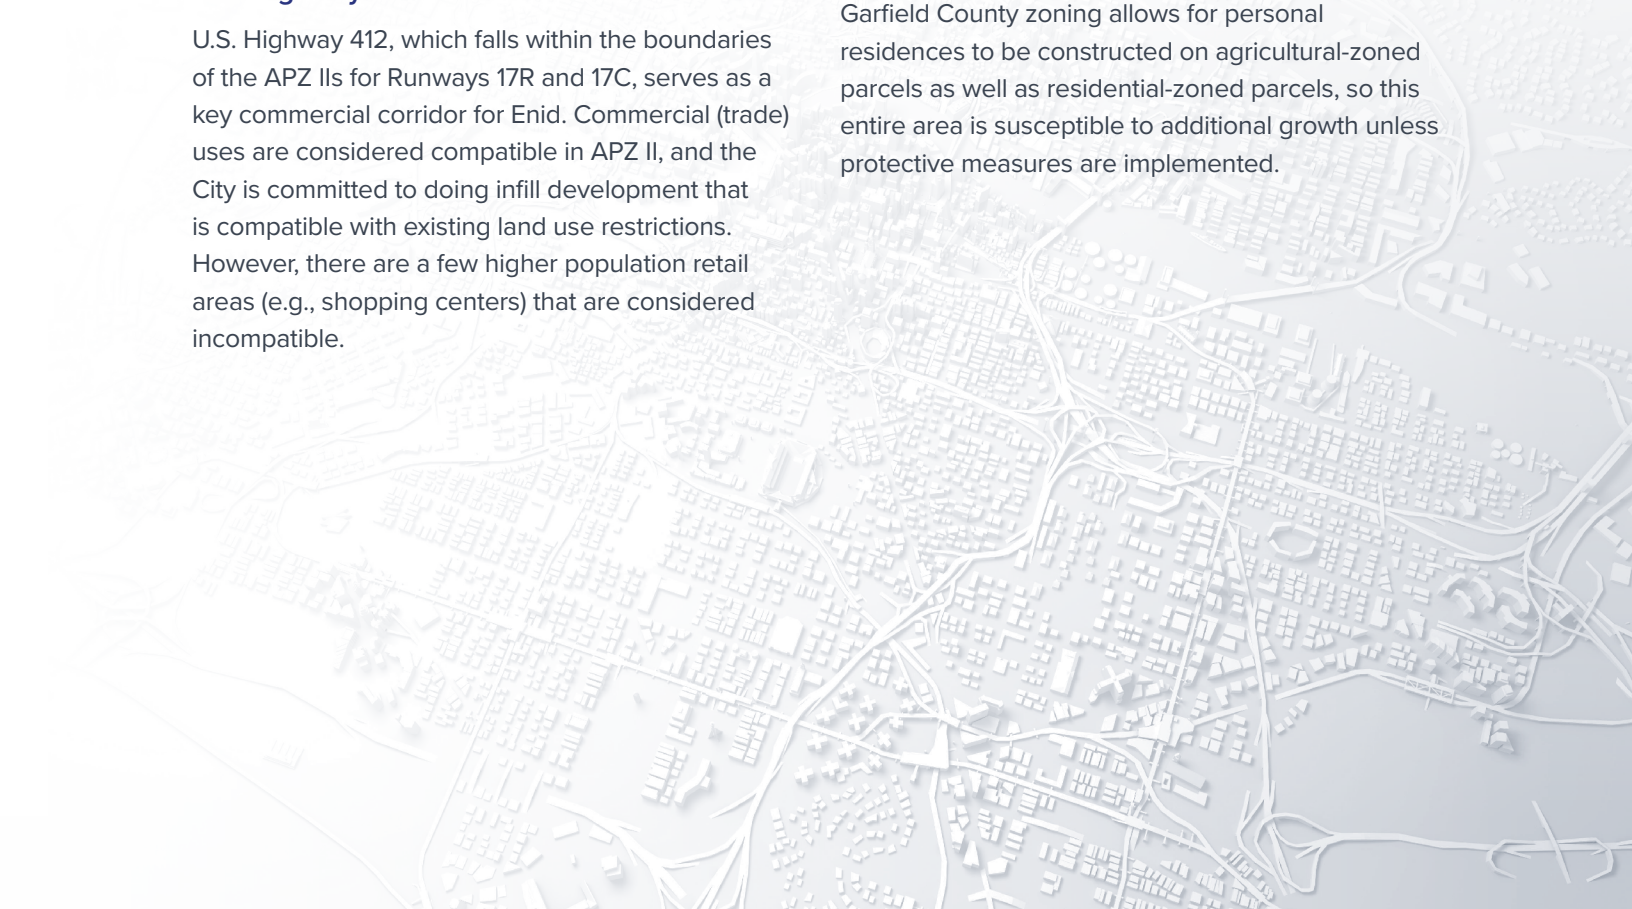 U.S. Highway 412, which falls within the boundaries
of the APZ IIs for Runways 17R and 17C, serves as a
key commercial corridor for Enid. Commercial (trade)
uses are considered compatible in APZ II, and the
City is committed to doing infill development that
is compatible with existing land use restrictions.
However, there are a few higher population retail
areas (e.g., shopping centers) that are considered
incompatible.
Garfield County zoning allows for personal
residences to be constructed on agricultural-zoned
parcels as well as residential-zoned parcels, so this
entire area is susceptible to additional growth unless
protective measures are implemented.